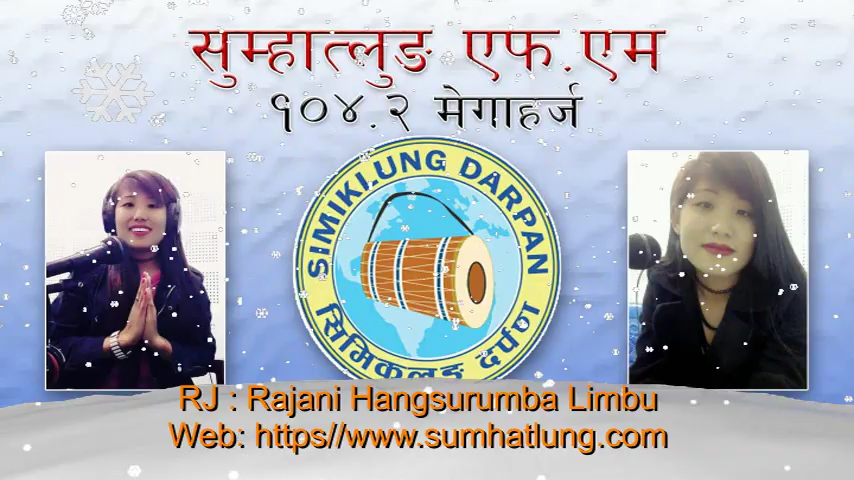 सुम्हात्लुङ एफ.एम
१०४.२ मेगाहर्ज
SIMIKLUNG DARPAN
सिमिकलुङ दर्पण
RJ : Rajani Hangsurumba Limbu
Web: https//www.sumhatlung.com